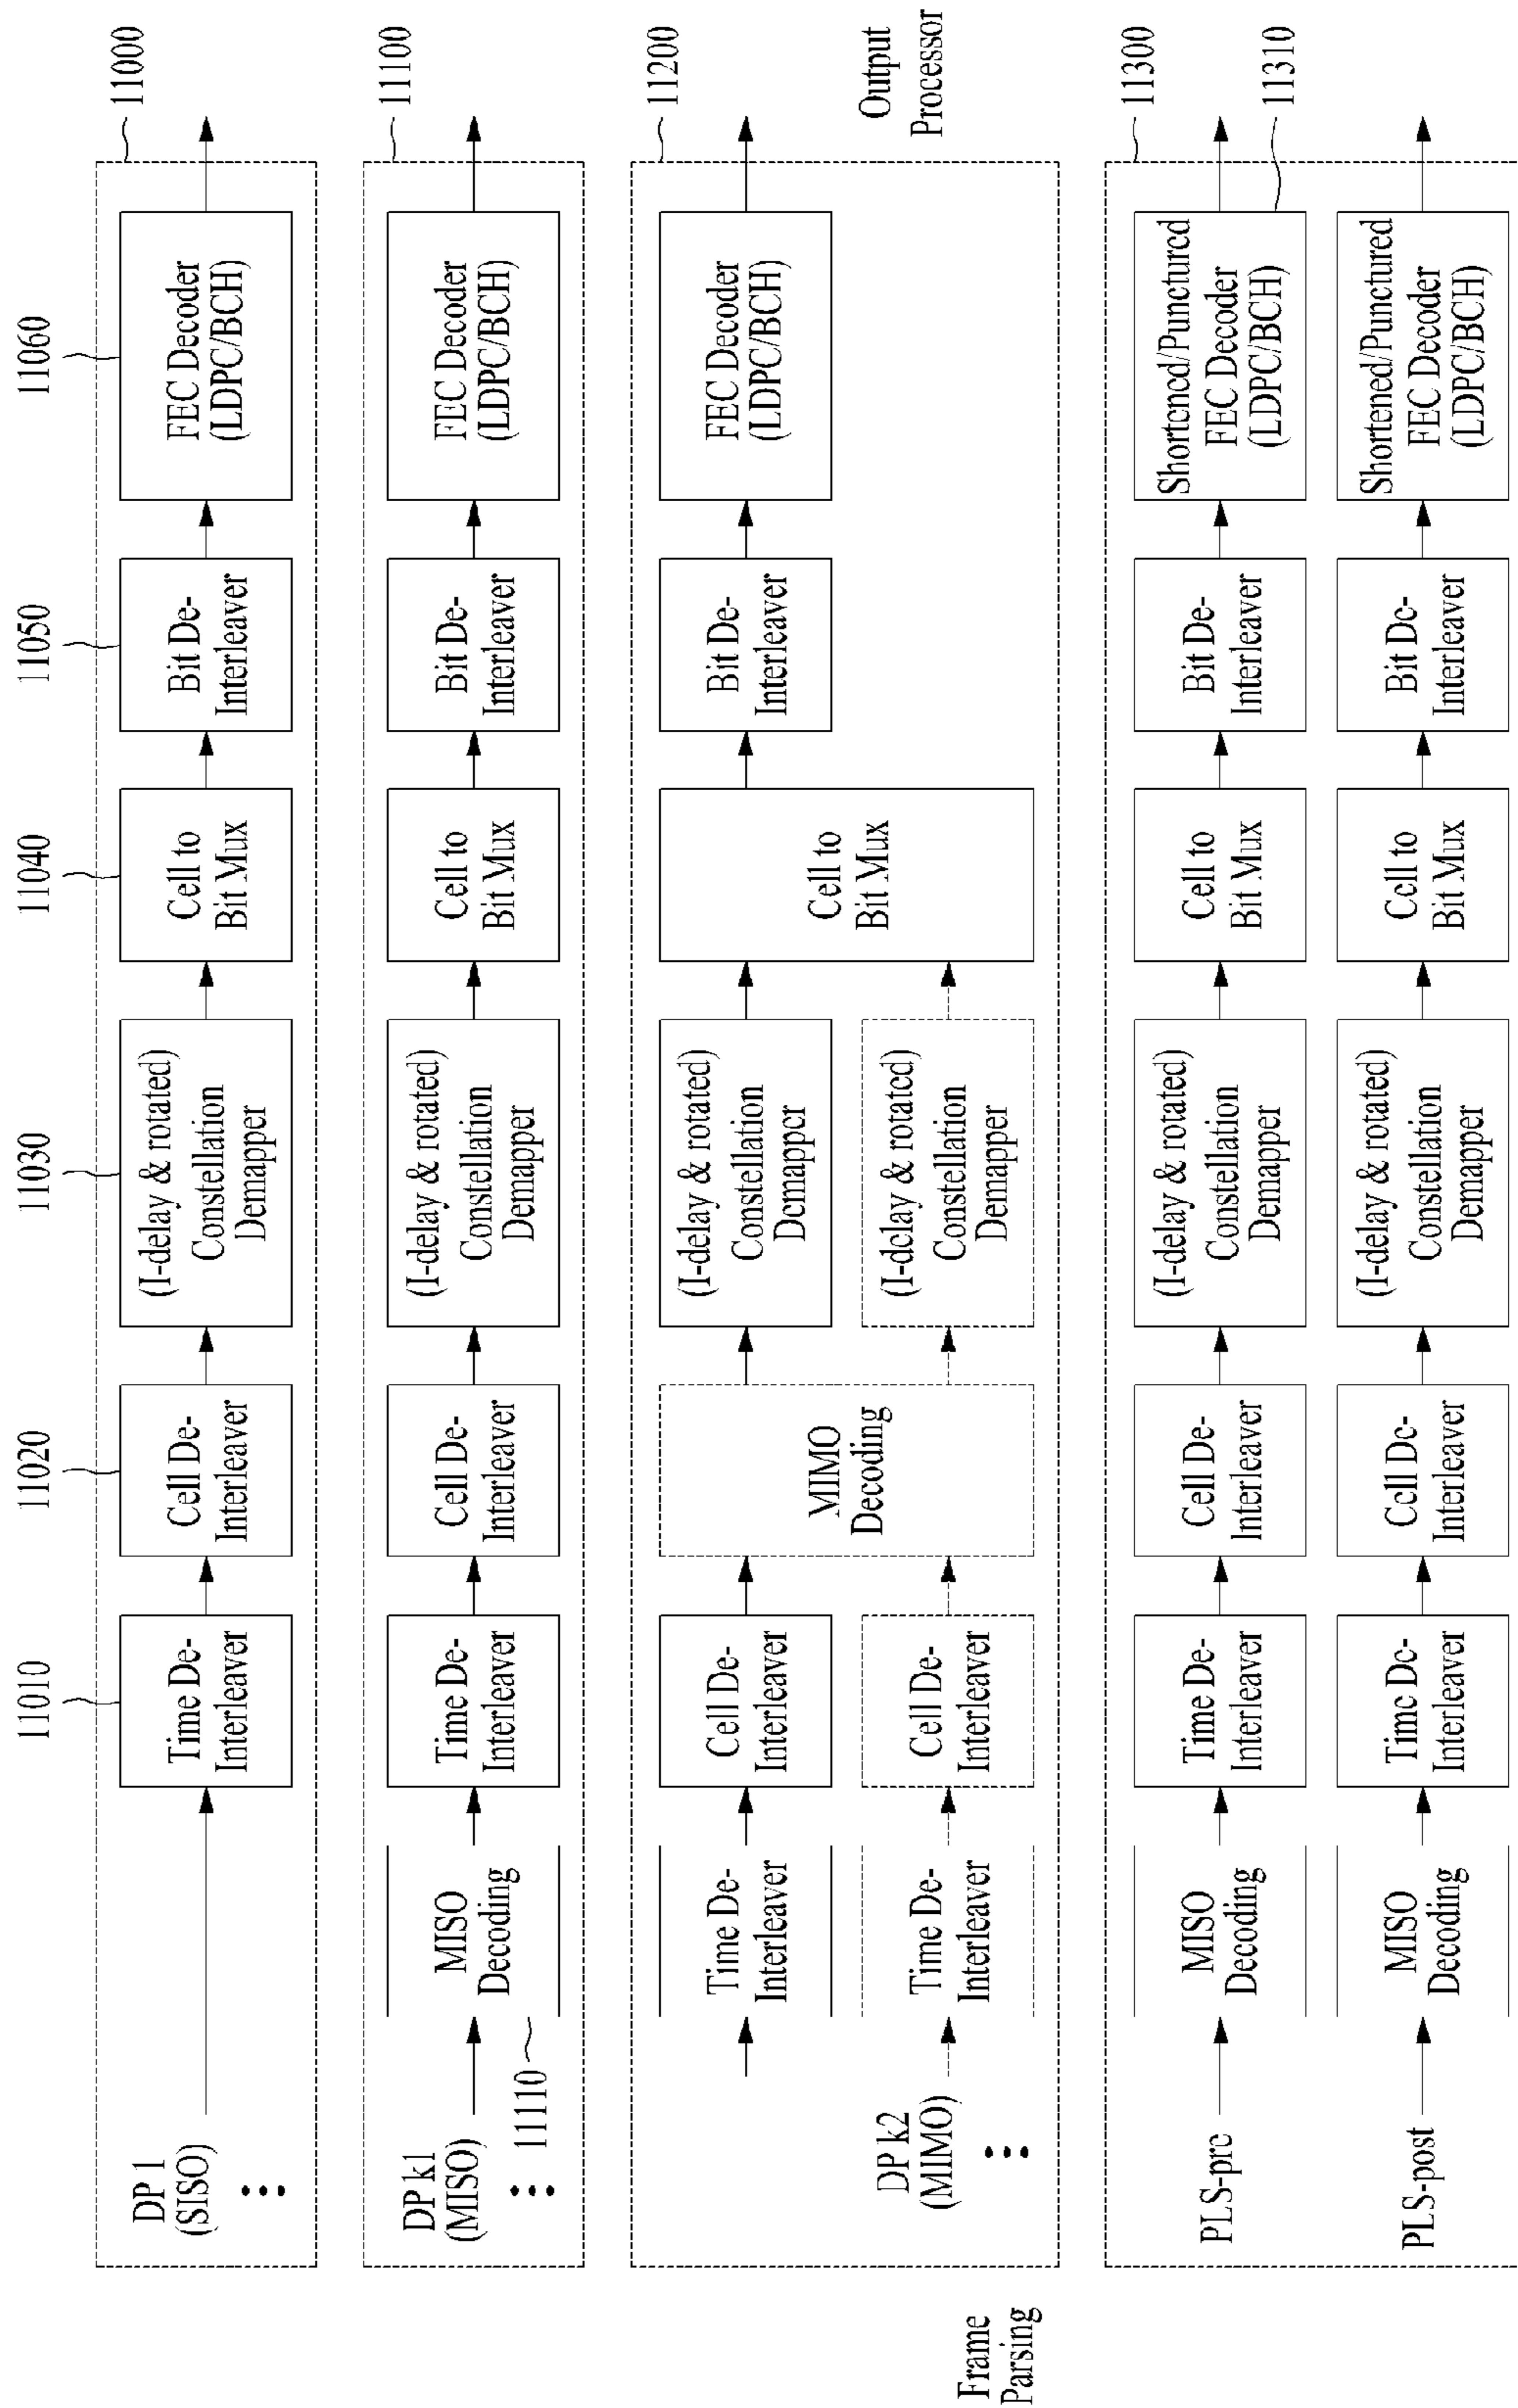 11010
11020
11030
11040
11050
11060
11000
DP 1
(SISO)
Time De-
Interleaver
Cell De-
Interleaver
(I-delay & rotated)
Constellation
Demapper
Cell to
Bit Mux
Bit De-
Interleaver
FEC Decoder
(LDPC/BCH)
11100
DP k1
(MISO)
11110
MISO
Decoding
Time De-
Interleaver
Cell De-
Interleaver
(I-delay & rotated)
Constellation
Demapper
Cell to
Bit Mux
Bit De-
Interleaver
FEC Decoder
(LDPC/BCH)
11200
Time De-
Interleaver
Cell De-
Interleaver
MIMO
Decoding
(I-delay & rotated)
Constellation
Demapper
Cell to
Bit Mux
Bit De-
Interleaver
FEC Decoder
(LDPC/BCH)
DP k2
(MIMO)
Time De-
Interleaver
Cell De-
Interleaver
(I-delay & rotated)
Constellation
Demapper
Output
Processor
Frame
Parsing
11300
PLS-pre
MISO
Decoding
Time De-
Interleaver
Cell De-
Interleaver
(I-delay & rotated)
Constellation
Demapper
Cell to
Bit Mux
Bit De-
Interleaver
Shortened/Punctured
FEC Decoder
(LDPC/BCH)
11310
PLS-post
MISO
Decoding
Time De-
Interleaver
Cell De-
Interleaver
(I-delay & rotated)
Constellation
Demapper
Cell to
Bit Mux
Bit De-
Interleaver
Shortened/Punctured
FEC Decoder
(LDPC/BCH)